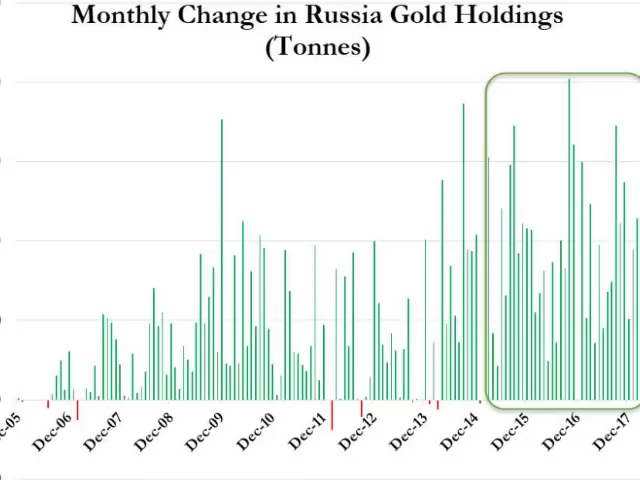 Monthly Change in Russia Gold Holdings
(Tonnes)
Dec-06
Dec-07
Dec-08
Dec-09
Dec-10
Dec-11
Dec-12
Dec-13
Dec-14
Dec-15
Dec-16
Dec-17